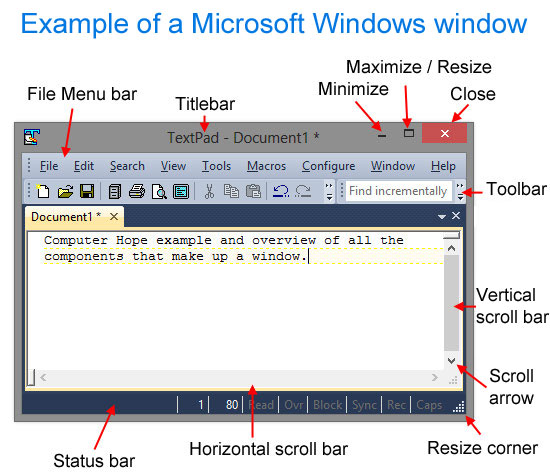 Example of a Microsoft Windows window
Maximize / Resize
Minimize
Close
File Menu bar
Titlebar
TextPad - Document1 *
File Edit Search View Tools Macros Configure Window Help
Find incrementally
Toolbar
Document1 *
Computer Hope example and overview of all the
components that make up a window.
Vertical
scroll bar
Scroll
arrow
1 80 Read Ovr Block Sync Rec Caps
Status bar
Horizontal scroll bar
Resize corner